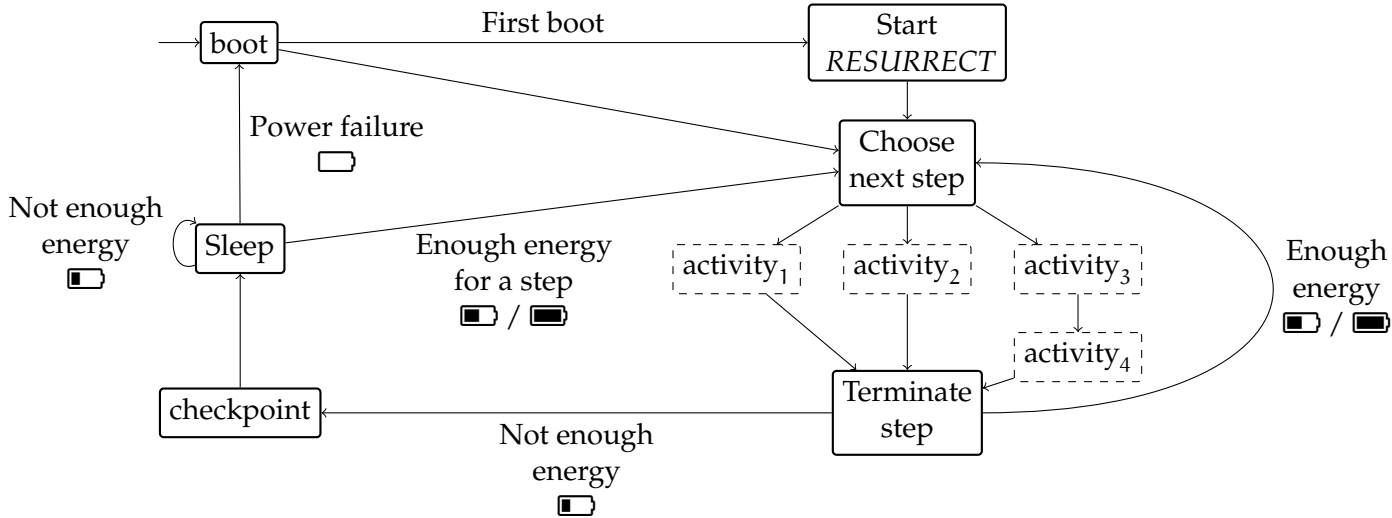 First boot
boot
Start
RESURRECT
Power failure
Choose
next step
Not enough
energy
Sleep
Enough energy
for a step
/
activity1
activity2
activity3
Enough
energy
/
activity4
checkpoint
Terminate
step
Not enough
energy